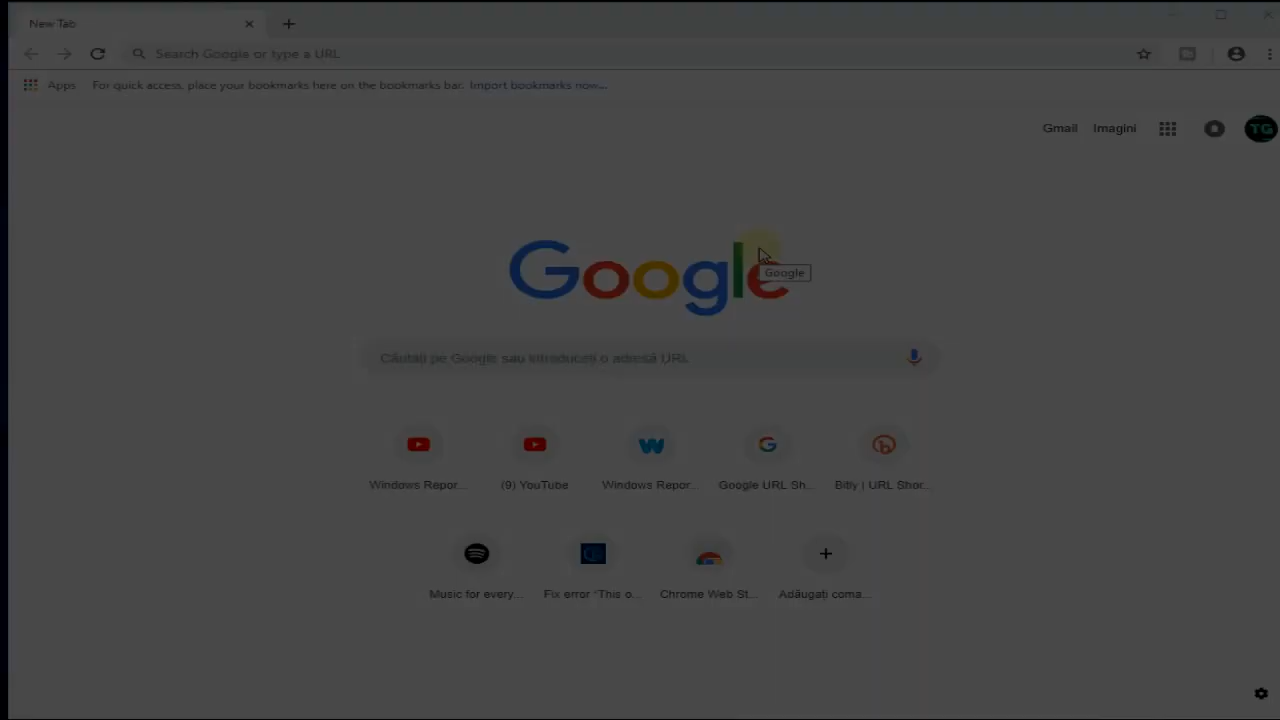 New Tab
Search Google or type a URL
Apps For quick access, place your bookmarks here on the bookmarks bar. Import bookmarks now...
Gmail Imagini TG
Google
Google
Căutați pe Google sau introduceți o adresă URL
Windows Repor... (9) YouTube Windows Repor... Google URL Sh... Bitly | URL Shor...
Music for every... Fix error "This o... Chrome Web St... Adăugați coma...